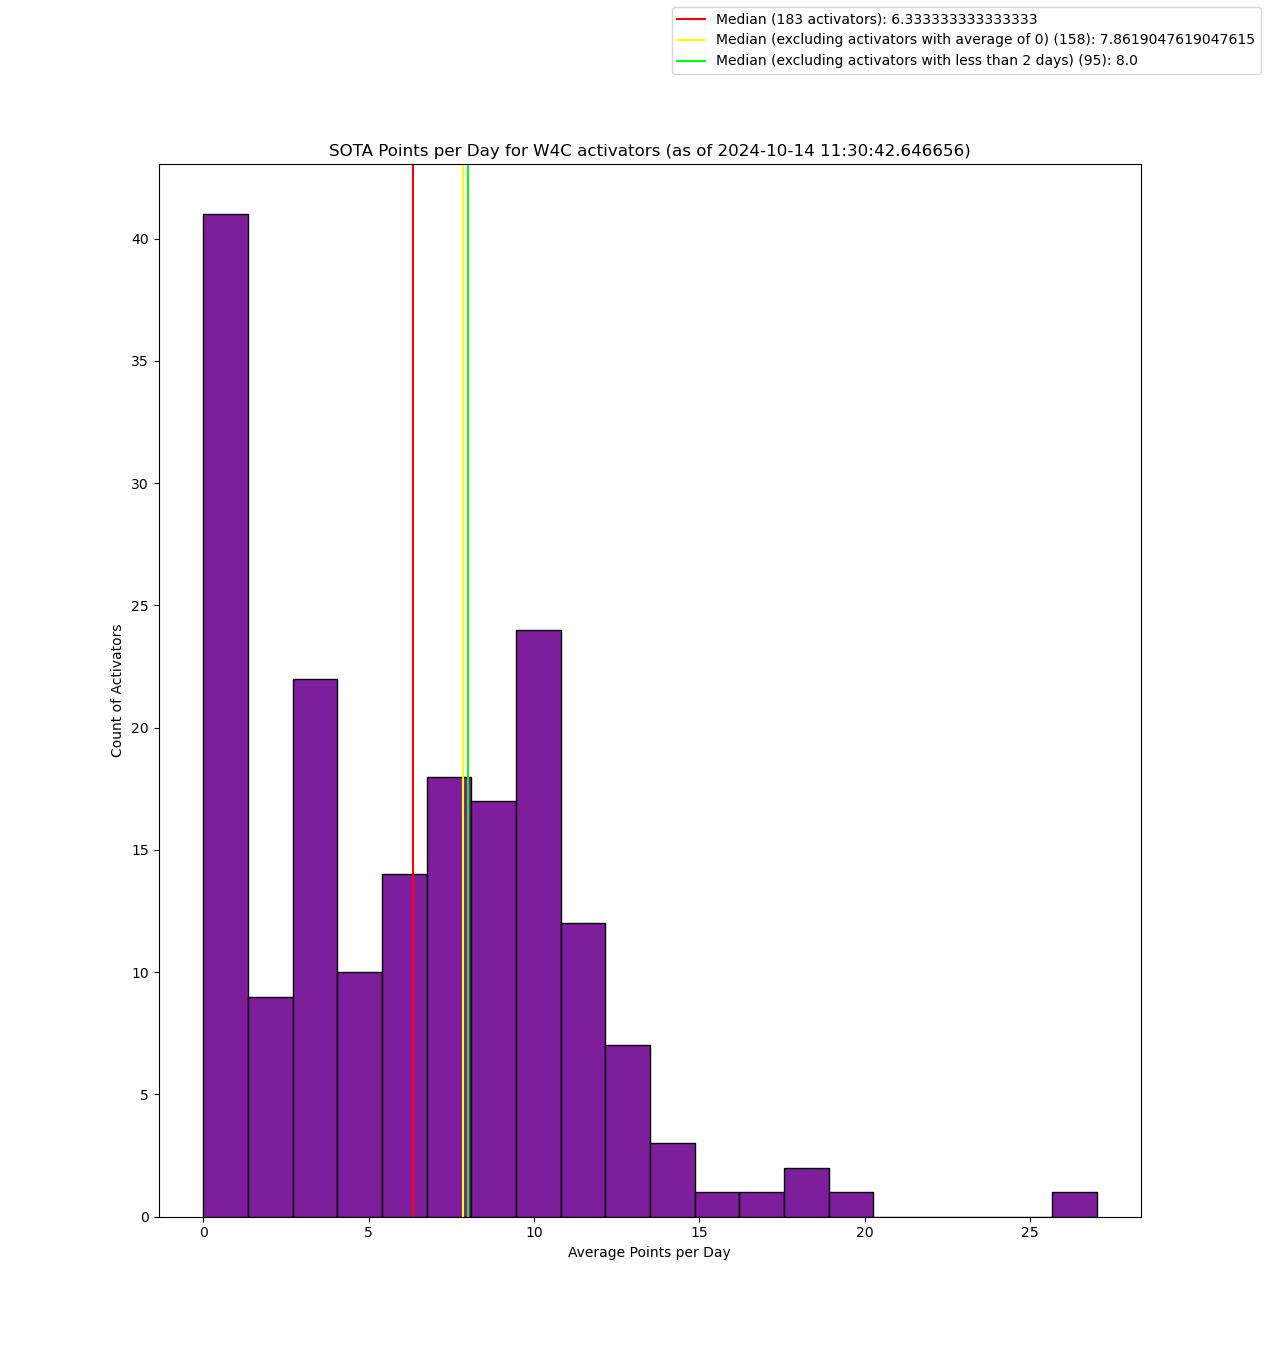 Median (183 activators): 6.333333333333333
Median (excluding activators with average of 0) (158): 7.8619047619047615
Median (excluding activators with less than 2 days) (95): 8.0
SOTA Points per Day for W4C activators (as of 2024-10-14 11:30:42.646656)
40
35
30
25
20
15
10
5
0
Count of Activators
0 5 10 15 20 25
Average Points per Day